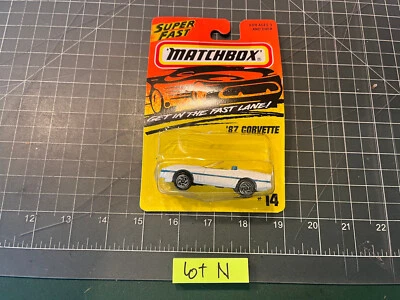 SUPER
FAST
MATCHBOX
GET IN THE FAST LANE!
'87 CORVETTE
# 14
12 13 14 15 16 17 18 19 20 21 22
Lot N